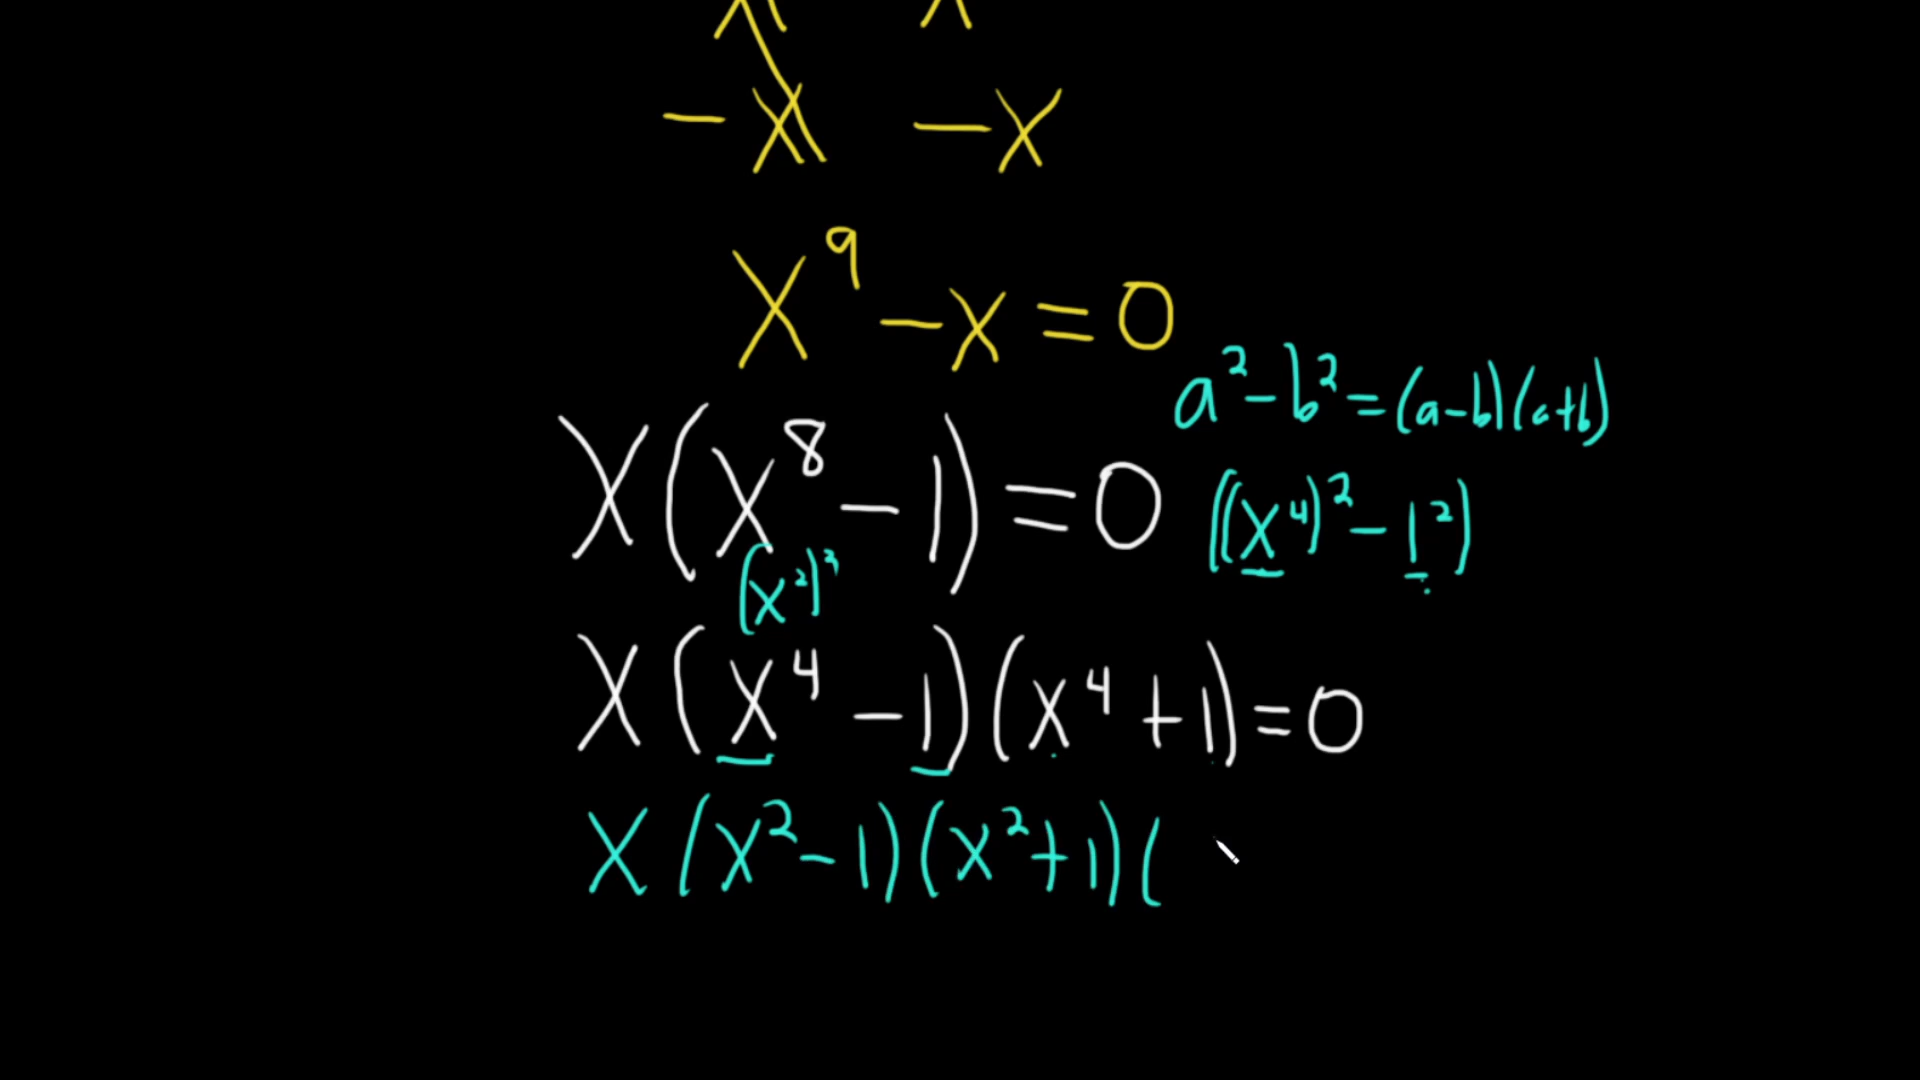 - x - x
x⁹ - x = 0
a² - b² = (a-b)(a+b)
x(x⁸ - 1) = 0 ((x⁴)² - 1²)
(x²)²
x(x⁴ - 1)(x⁴ + 1) = 0
x(x² - 1)(x² + 1)(